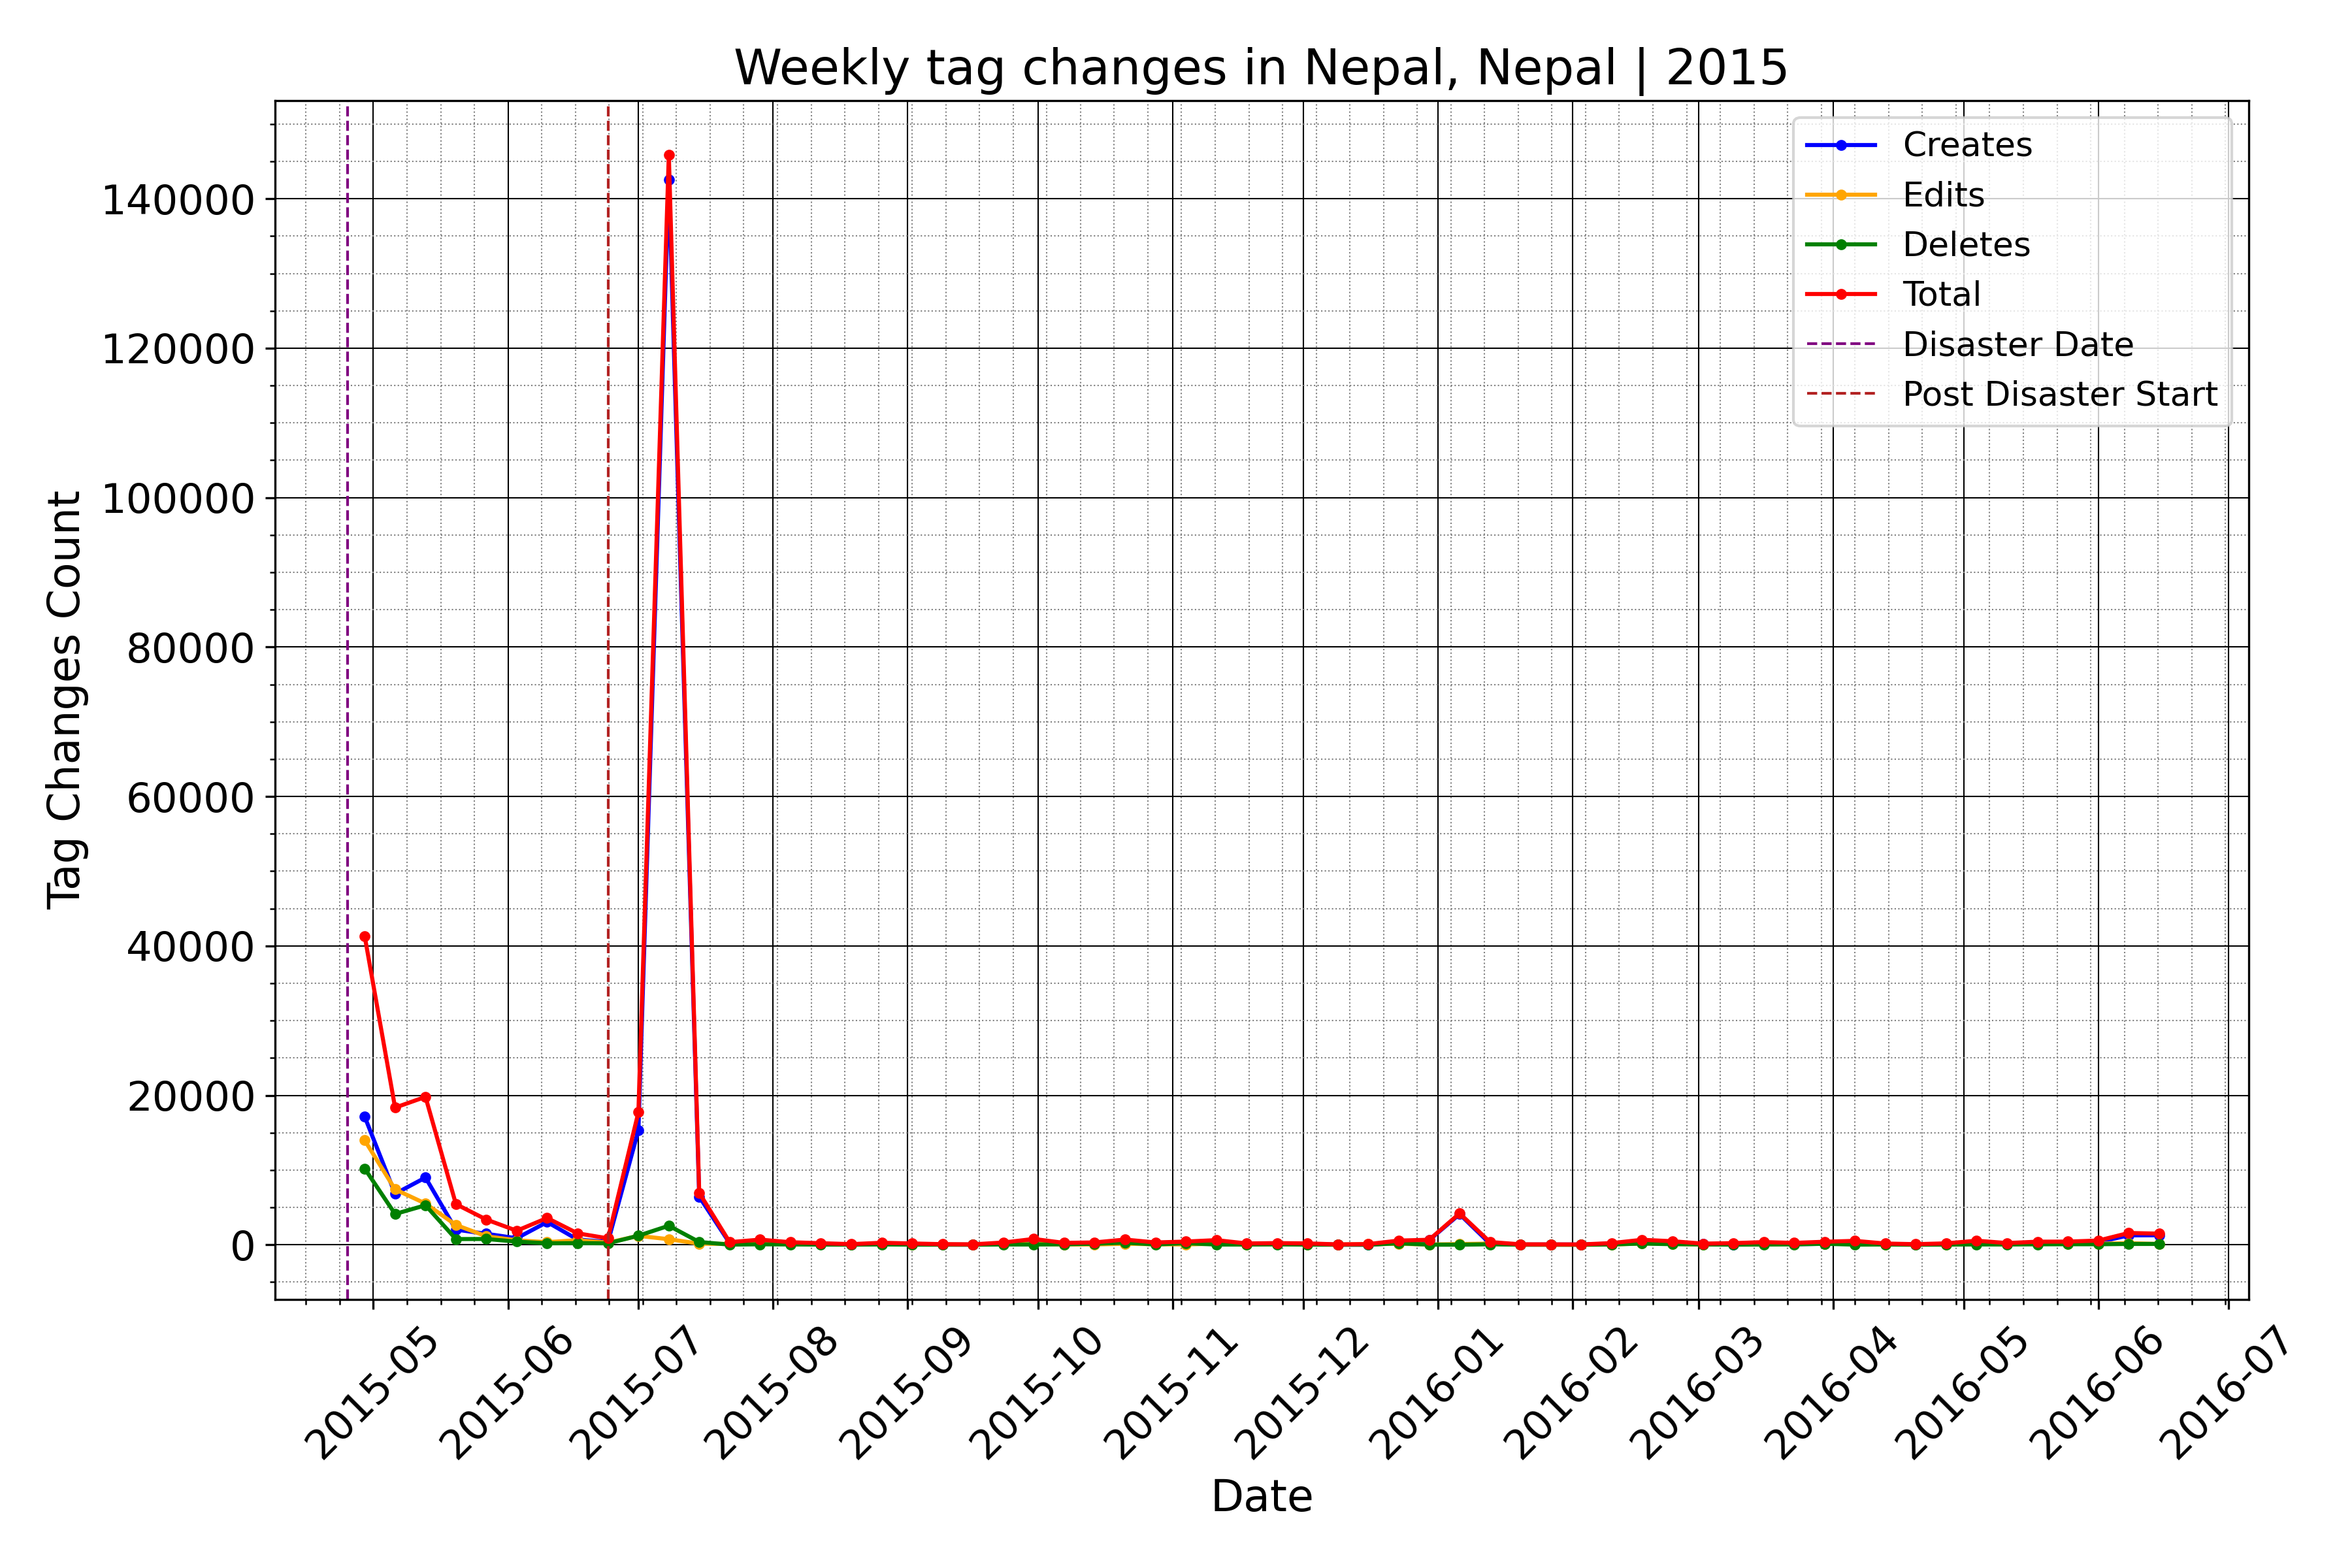 Weekly tag changes in Nepal, Nepal | 2015
Creates
Edits
Deletes
Total
Disaster Date
Post Disaster Start
Tag Changes Count
140000
120000
100000
80000
60000
40000
20000
0
2015-05
2015-06
2015-07
2015-08
2015-09
2015-10
2015-11
2015-12
2016-01
2016-02
2016-03
2016-04
2016-05
2016-06
2016-07
Date